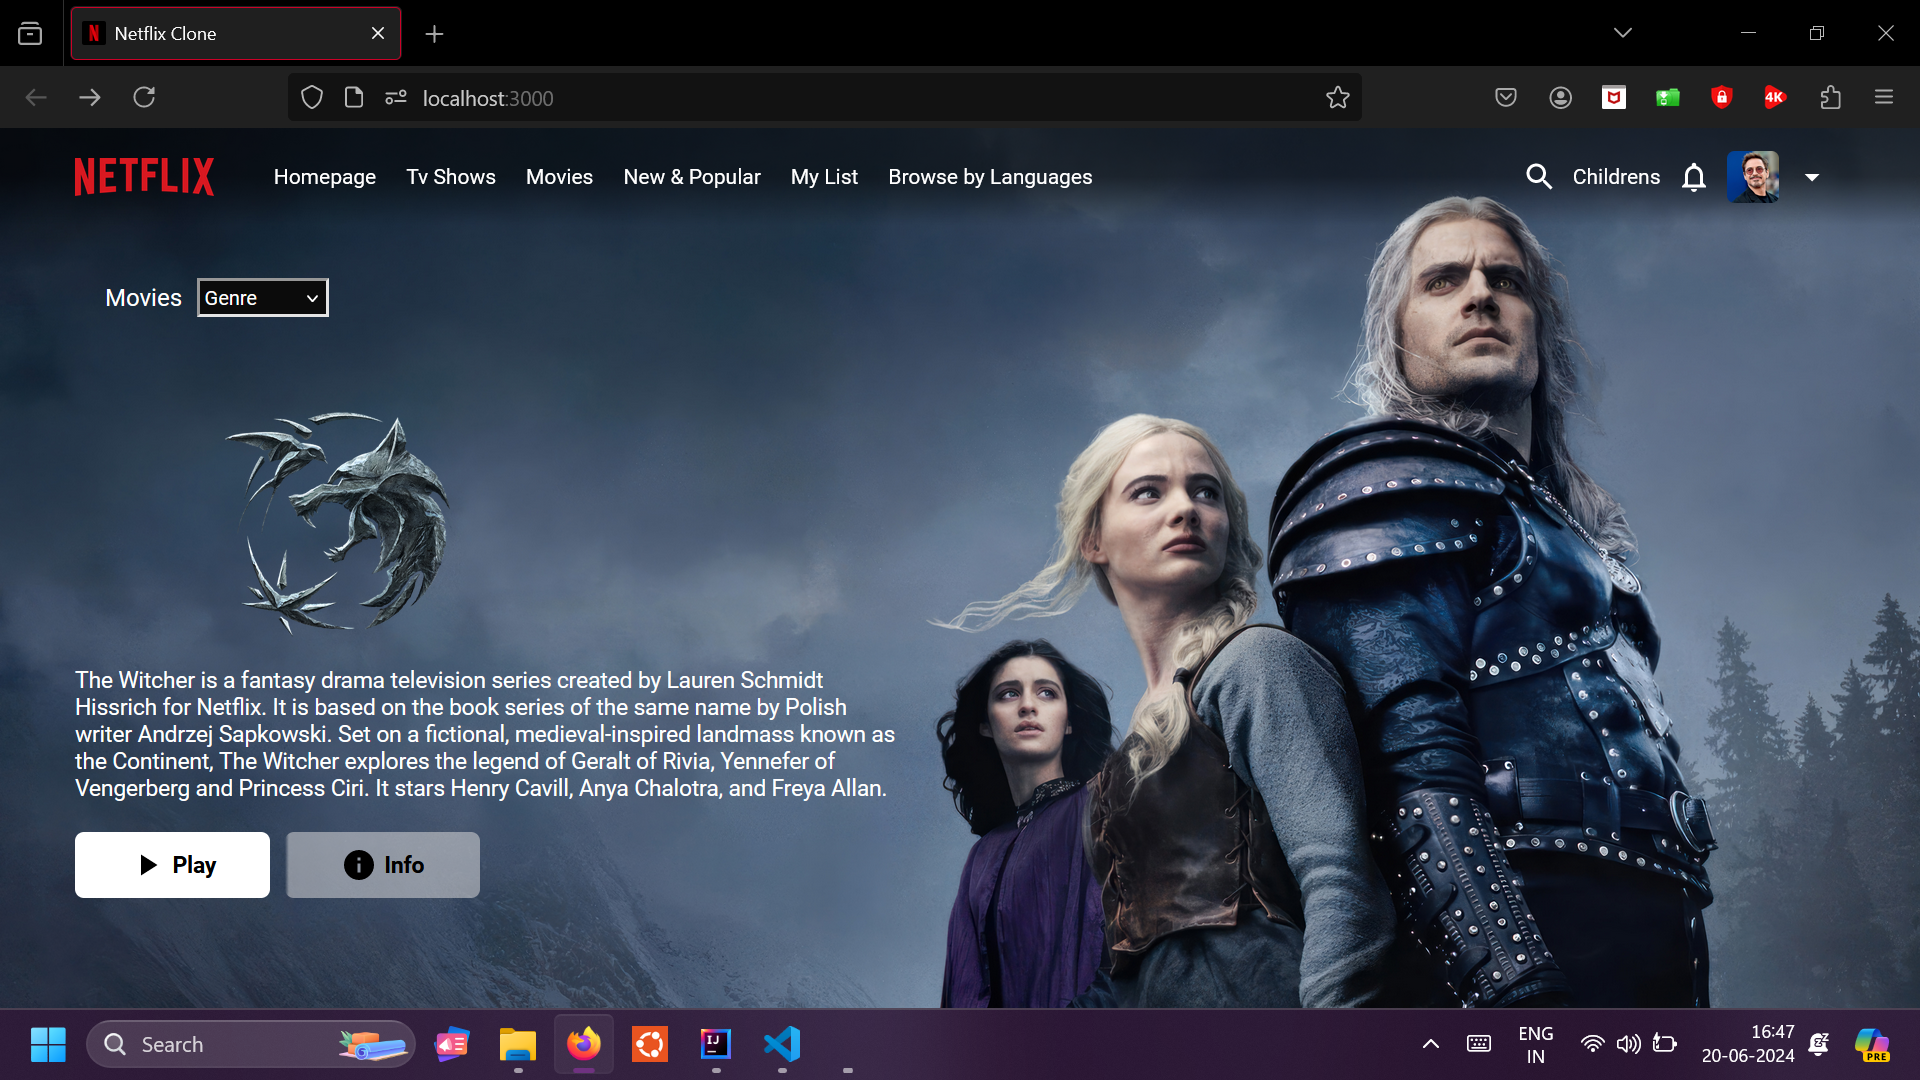 Netflix Clone
localhost:3000
NETFLIX Homepage Tv Shows Movies New & Popular My List Browse by Languages Childrens
Movies Genre
The Witcher is a fantasy drama television series created by Lauren Schmidt
Hissrich for Netflix. It is based on the book series of the same name by Polish
writer Andrzej Sapkowski. Set on a fictional, medieval-inspired landmass known as
the Continent, The Witcher explores the legend of Geralt of Rivia, Yennefer of
Vengerberg and Princess Ciri. It stars Henry Cavill, Anya Chalotra, and Freya Allan.
Play Info
Search
ENG
IN
16:47
20-06-2024
4K
IJ
PRE